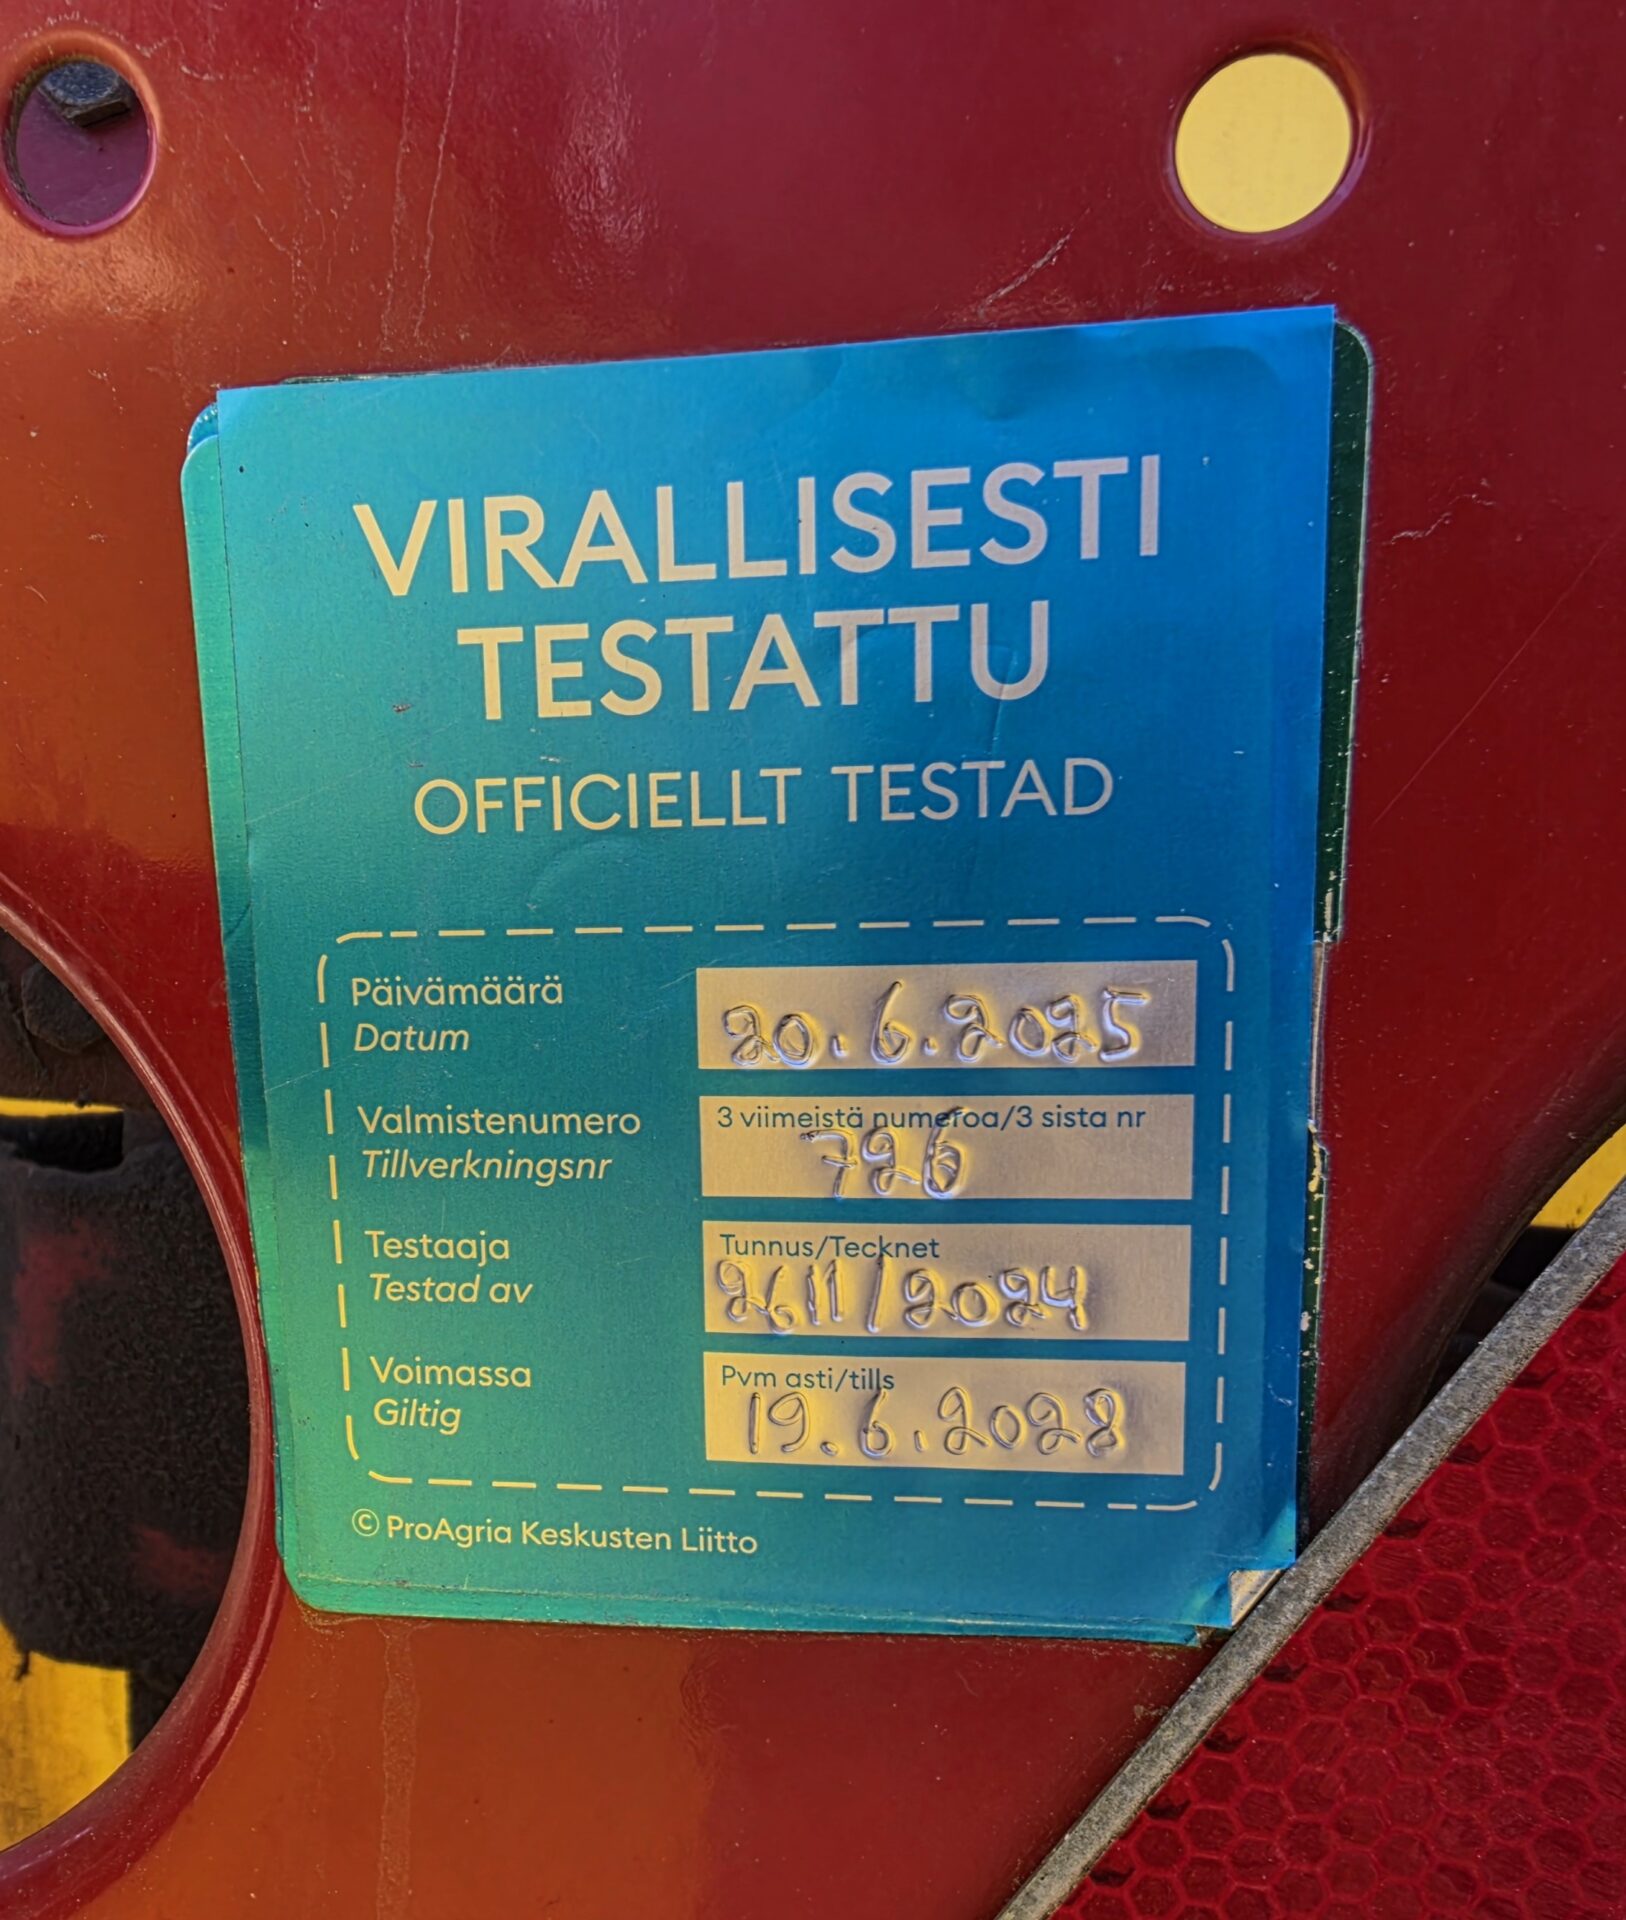 VIRALLISESTI
TESTATTU
OFFICIELLT TESTAD
Päivämäärä
Datum
20.6.2025
Valmistenumero
Tillverkningsnr
3 viimeistä numeroa/3 sista nr
726
Testaaja
Testad av
Tunnus/Tecknet
2611/2024
Voimassa
Giltig
Pvm asti/tills
19.6.2028
© ProAgria Keskusten Liitto